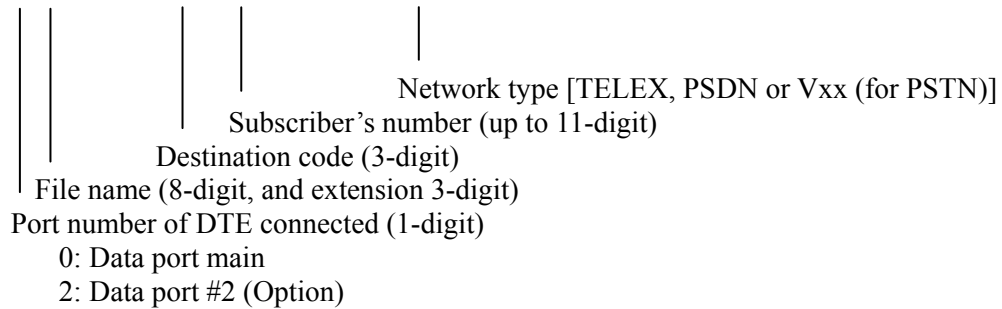 Network type [TELEX, PSDN or Vxx (for PSTN)]
Subscriber’s number (up to 11-digit)
Destination code (3-digit)
File name (8-digit, and extension 3-digit)
Port number of DTE connected (1-digit)
0: Data port main
2: Data port #2 (Option)